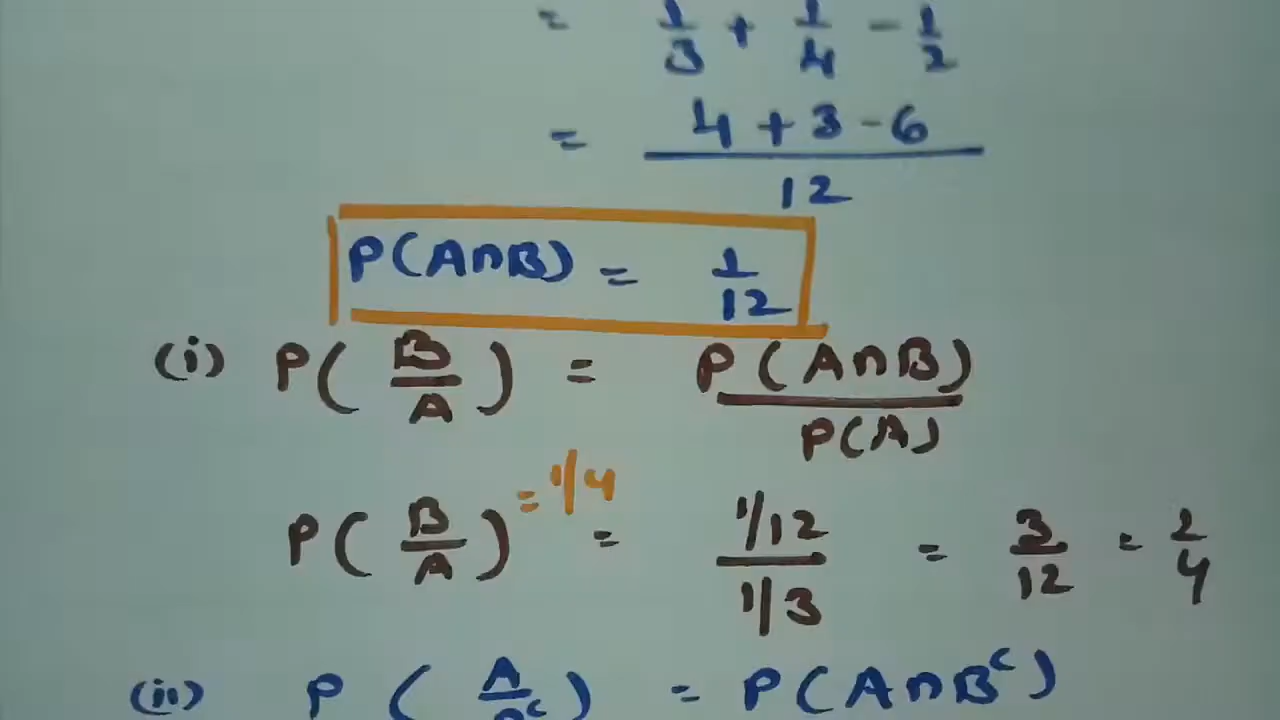 = 1/3 + 1/4 - 1/2
= (4 + 3 - 6)/12
P(A∩B) = 1/12
(i) P(B/A) = P(A∩B)/P(A)
P(B/A) = 1/4 = (1/12)/(1/3) = 3/12 = 1/4
(ii) P(A/B^c) = P(A∩B^c)